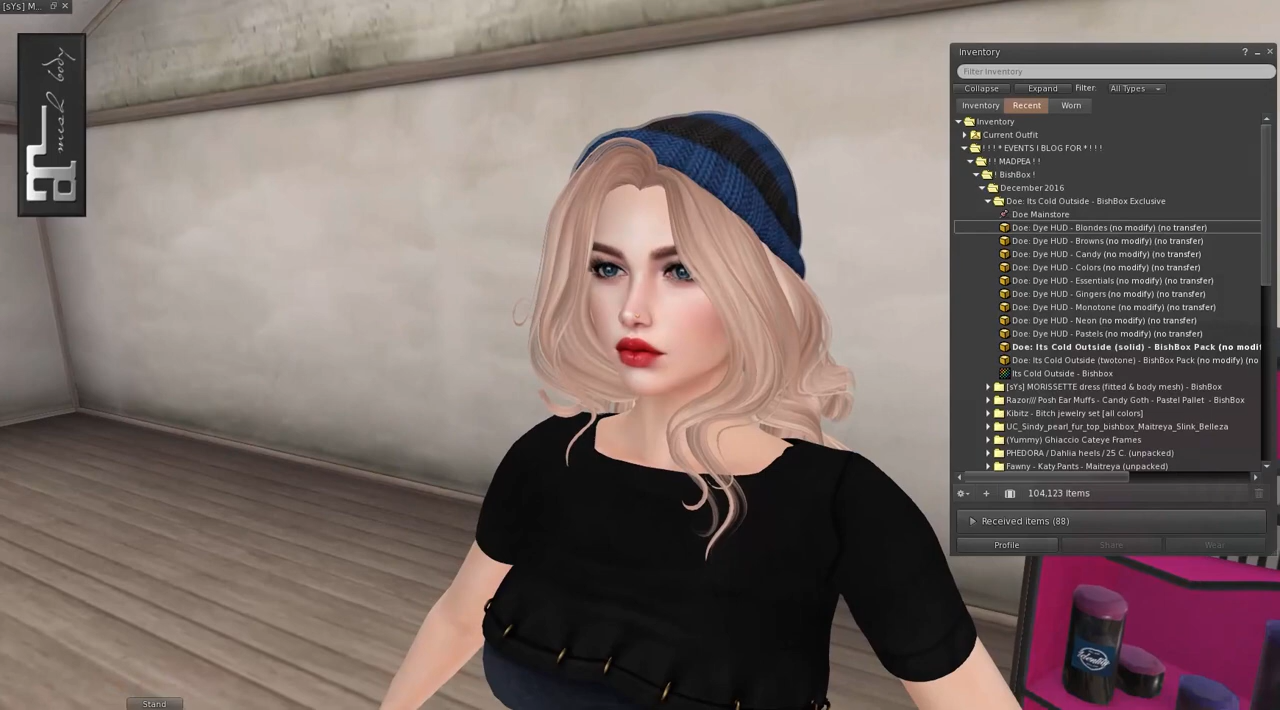 [sYs] M...
mesh body
Inventory
Filter Inventory
Collapse Expand Filter: All Types
Inventory Recent Worn
Inventory
Current Outfit
! ! ! * EVENTS I BLOG FOR * ! ! !
! ! MADPEA ! !
! BishBox !
December 2016
Doe: Its Cold Outside - BishBox Exclusive
Doe Mainstore
Doe: Dye HUD - Blondes (no modify) (no transfer)
Doe: Dye HUD - Browns (no modify) (no transfer)
Doe: Dye HUD - Candy (no modify) (no transfer)
Doe: Dye HUD - Colors (no modify) (no transfer)
Doe: Dye HUD - Essentials (no modify) (no transfer)
Doe: Dye HUD - Gingers (no modify) (no transfer)
Doe: Dye HUD - Monotone (no modify) (no transfer)
Doe: Dye HUD - Neon (no modify) (no transfer)
Doe: Dye HUD - Pastels (no modify) (no transfer)
Doe: Its Cold Outside (solid) - BishBox Pack (no modif
Doe: Its Cold Outside (twotone) - BishBox Pack (no modify) (no
Its Cold Outside - Bishbox
[sYs] MORISSETTE dress (fitted & body mesh) - BishBox
Razor/// Posh Ear Muffs - Candy Goth - Pastel Pallet - BishBox
Kibitz - Bitch jewelry set [all colors]
UC_Sindy_pearl_fur_top_bishbox_Maitreya_Slink_Belleza
(Yummy) Ghiaccio Cateye Frames
PHEDORA / Dahlia heels / 25 C. (unpacked)
Fawny - Katy.Pants - Maitreya (unpacked)
104,123 Items
Received items (88)
Profile Share Wear
Stand